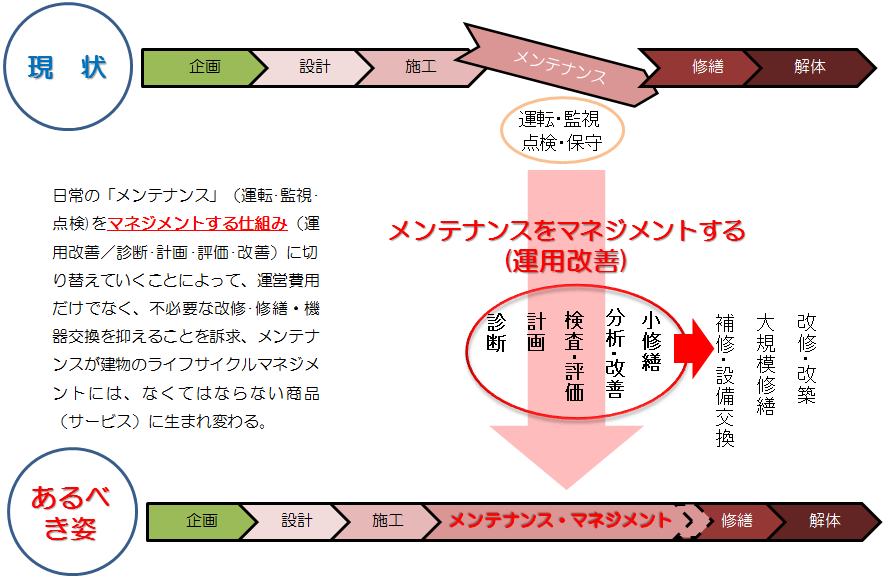 現　状
企画
設計
施工
メンテナンス
修繕
解体
運転・監視
点検・保守
日常の「メンテナンス」（運転･監視･
点検)をマネジメントする仕組み（運
用改善／診断･計画･評価･改善）に切
り替えていくことによって、運営費用
だけでなく、不必要な改修･修繕・機
器交換を抑えることを訴求、メンテナ
ンスが建物のライフサイクルマネジメ
ントには、なくてはならない商品
（サービス）に生まれ変わる。
メンテナンスをマネジメントする
(運用改善)
診断
計画
検査・評価
分析・改善
小修繕
補修・設備交換
大規模修繕
改修・改築
あるべ
き姿
企画
設計
施工
メンテナンス・マネジメント
修繕
解体